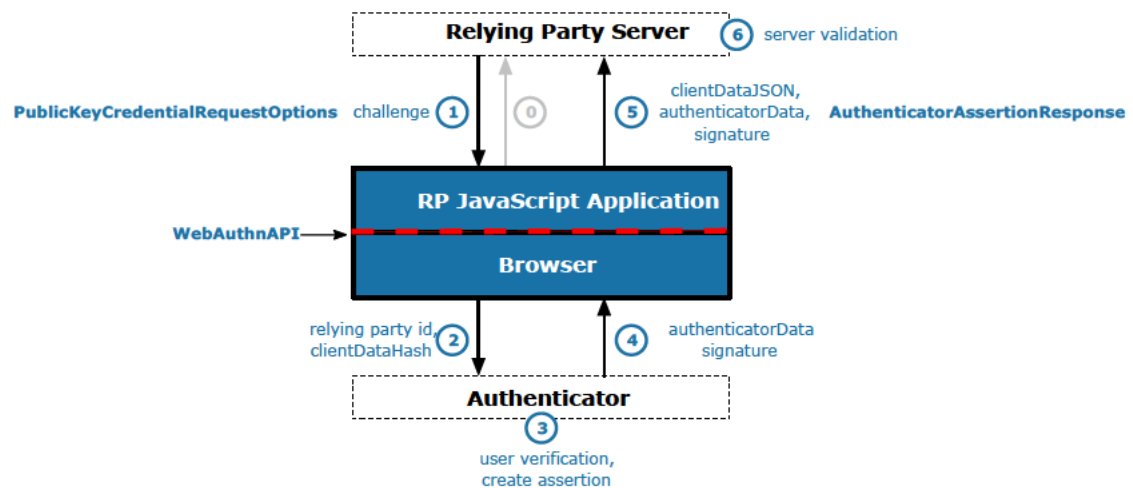 Relying Party Server
6 server validation
PublicKeyCredentialRequestOptions challenge 1
0
5
clientDataJSON,
authenticatorData,
signature
AuthenticatorAssertionResponse
RP JavaScript Application
WebAuthnAPI
Browser
relying party id,
clientDataHash
2
4
authenticatorData
signature
Authenticator
3
user verification,
create assertion